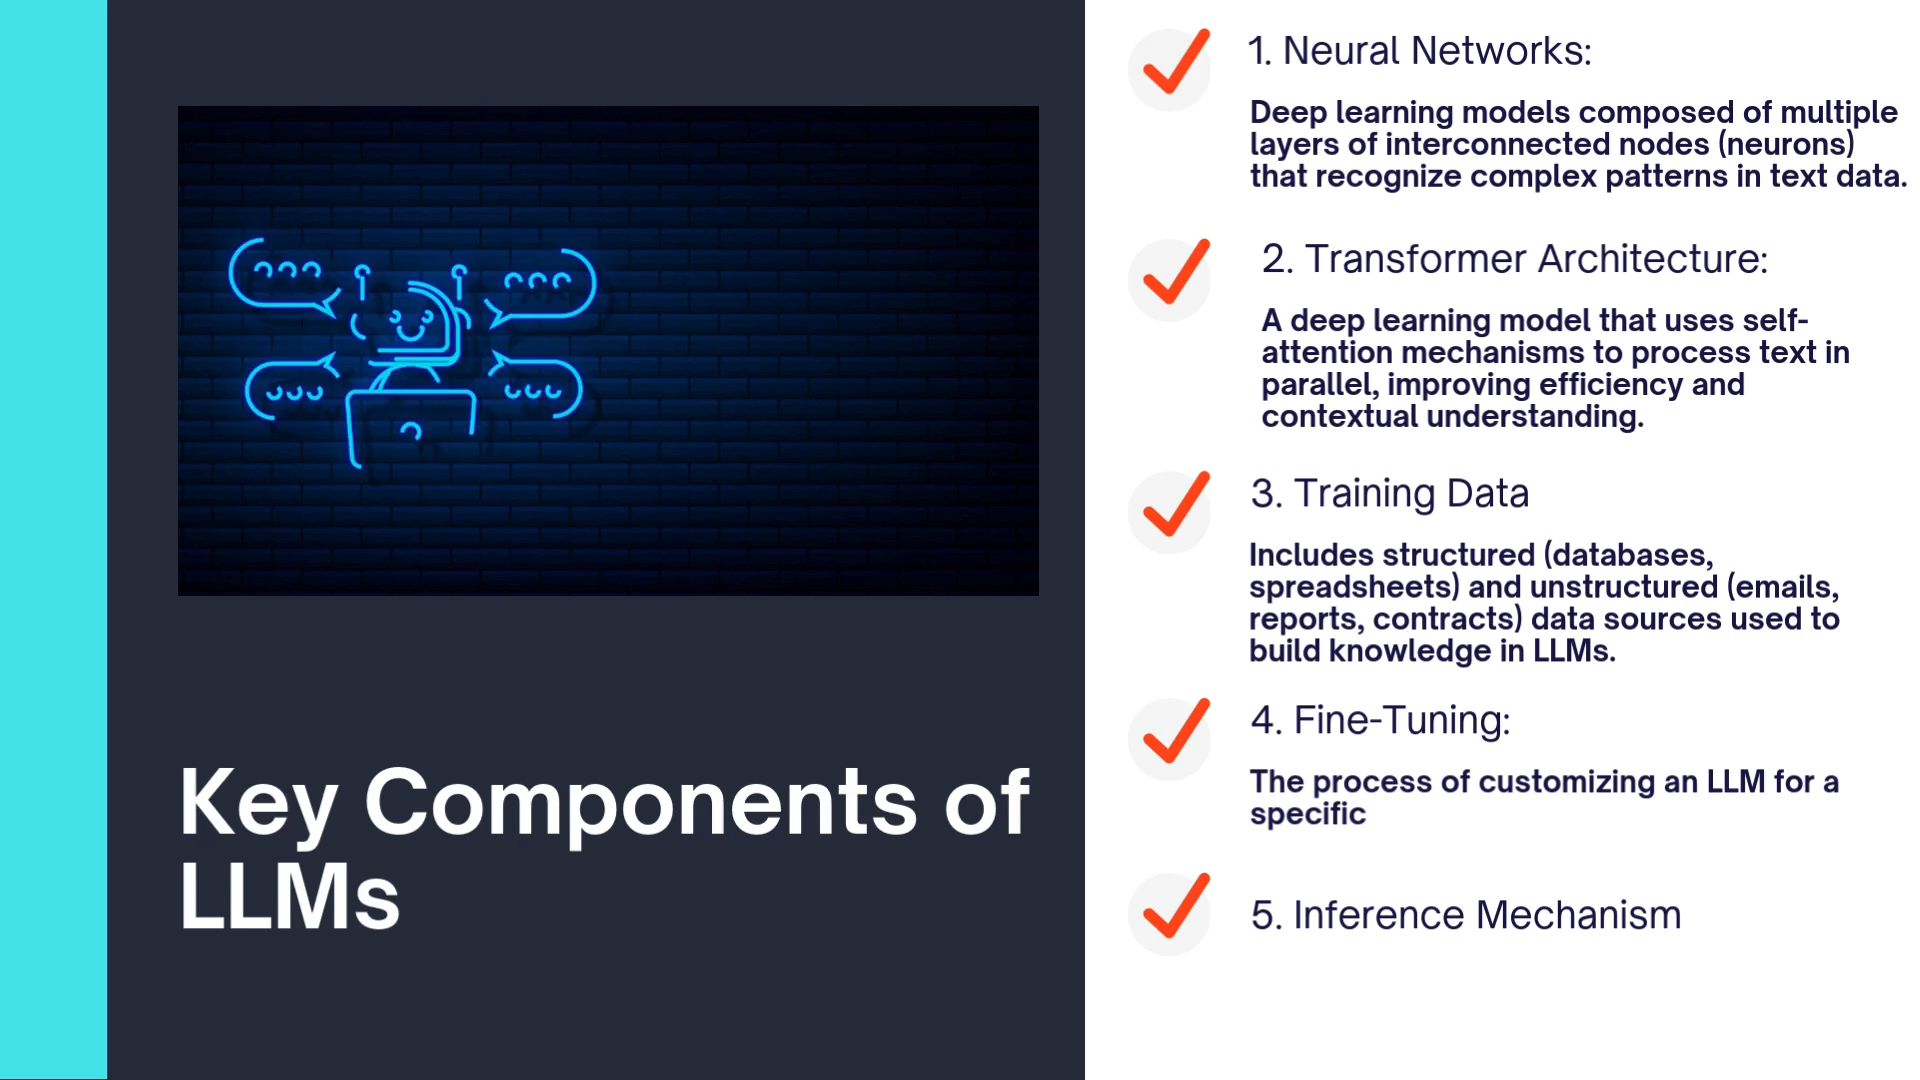 Key Components of
LLMs
1. Neural Networks:
Deep learning models composed of multiple
layers of interconnected nodes (neurons)
that recognize complex patterns in text data.
2. Transformer Architecture:
A deep learning model that uses self-
attention mechanisms to process text in
parallel, improving efficiency and
contextual understanding.
3. Training Data
Includes structured (databases,
spreadsheets) and unstructured (emails,
reports, contracts) data sources used to
build knowledge in LLMs.
4. Fine-Tuning:
The process of customizing an LLM for a
specific
5. Inference Mechanism